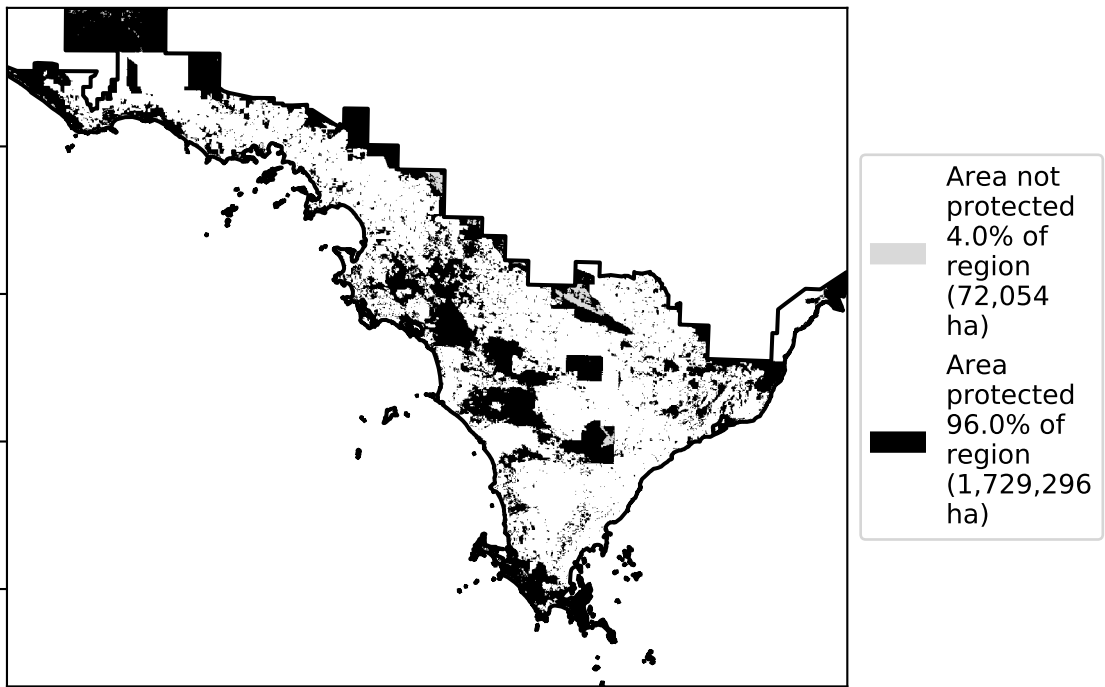 Area not
protected
4.0% of
region
(72,054
ha)
Area
protected
96.0% of
region
(1,729,296
ha)